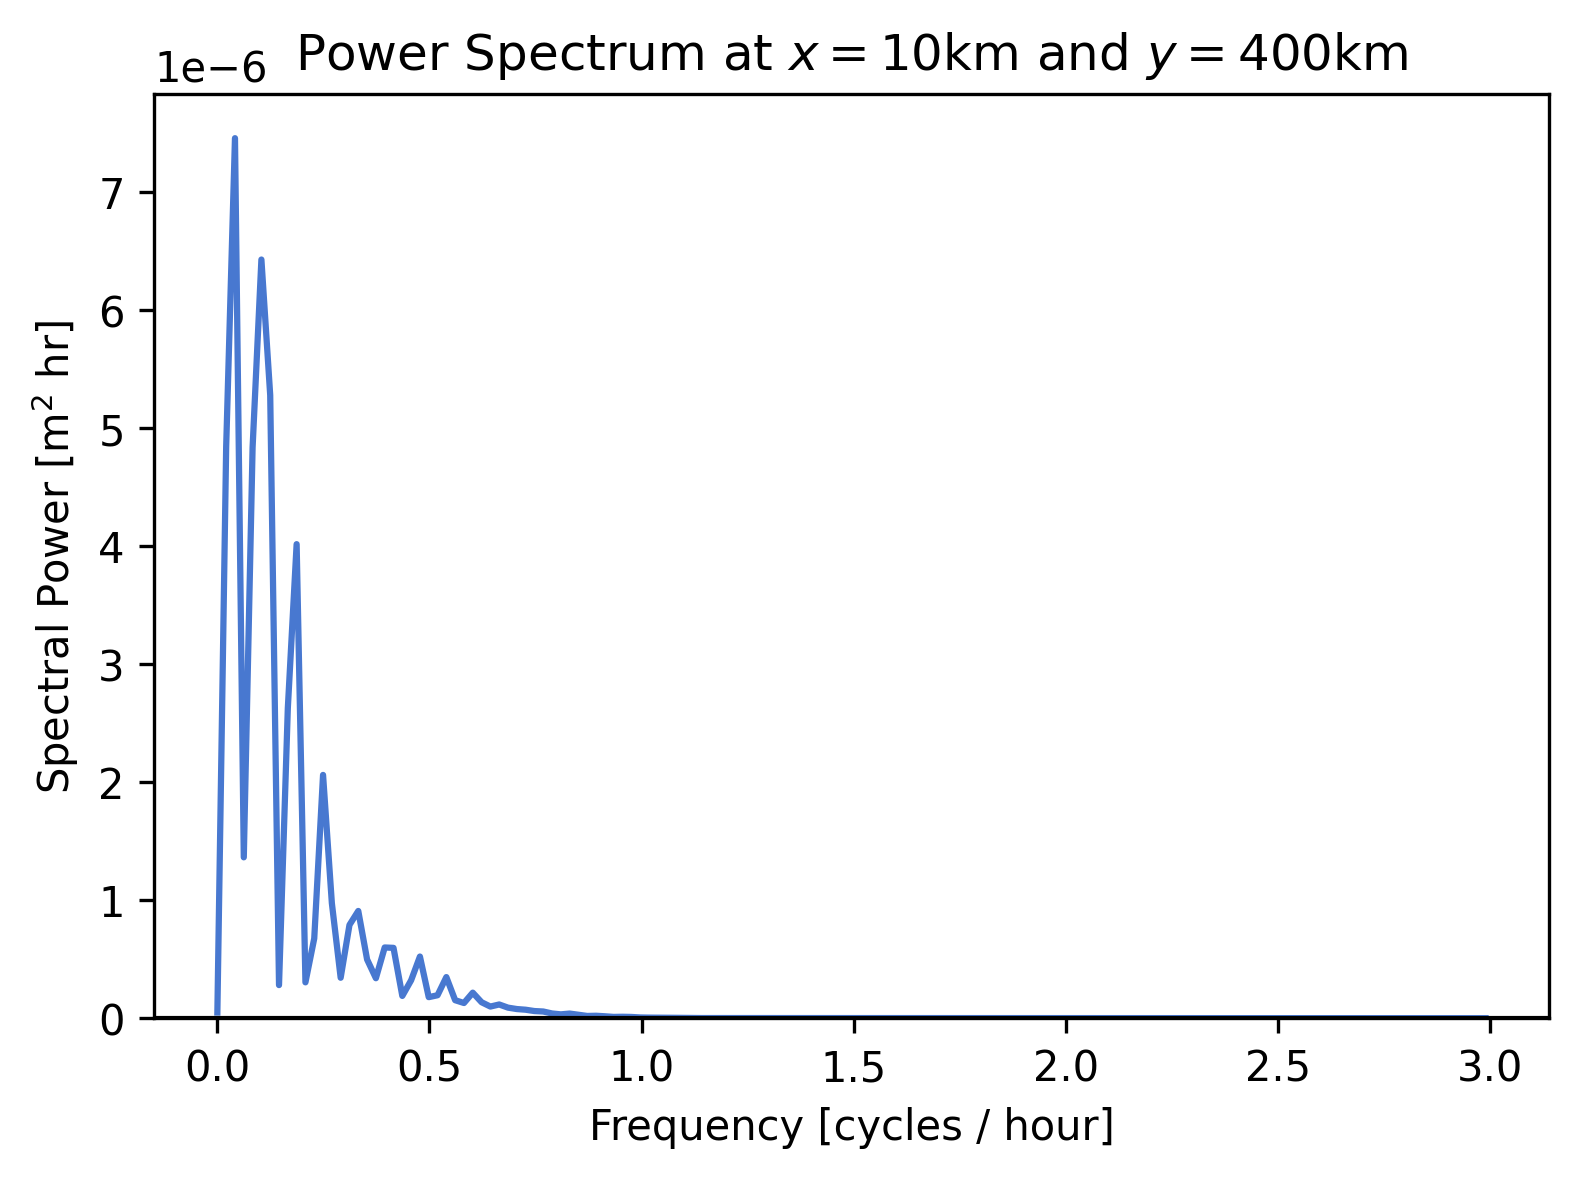 Power Spectrum at x = 10km and y = 400km
1e−6
7
6
5
4
3
2
1
0
Spectral Power [m² hr]
0.0 0.5 1.0 1.5 2.0 2.5 3.0
Frequency [cycles / hour]